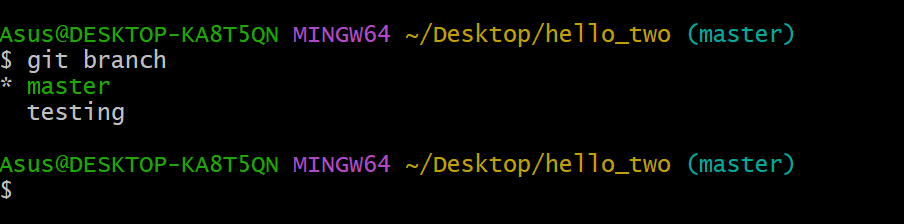 Asus@DESKTOP-KA8T5QN MINGW64 ~/Desktop/hello_two (master)
$ git branch
* master
  testing
Asus@DESKTOP-KA8T5QN MINGW64 ~/Desktop/hello_two (master)
$